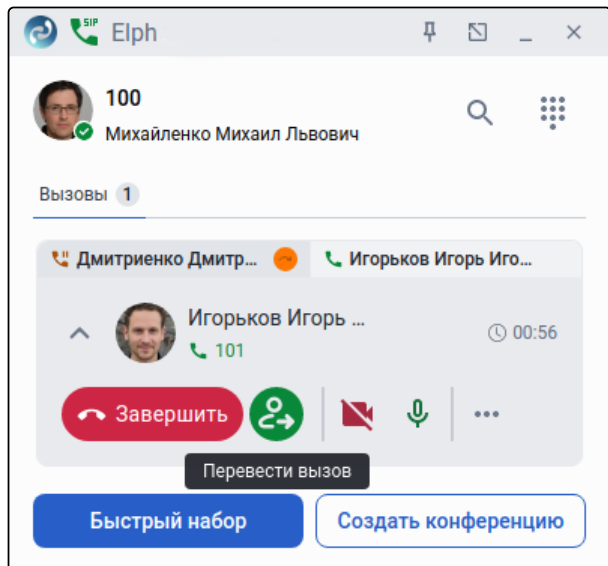 SIP
Elph
100
Михайленко Михаил Львович
Вызовы 1
Дмитриенко Дмитр... Игорьков Игорь Иго...
Игорьков Игорь ...
101
00:56
Завершить
Перевести вызов
Быстрый набор
Создать конференцию